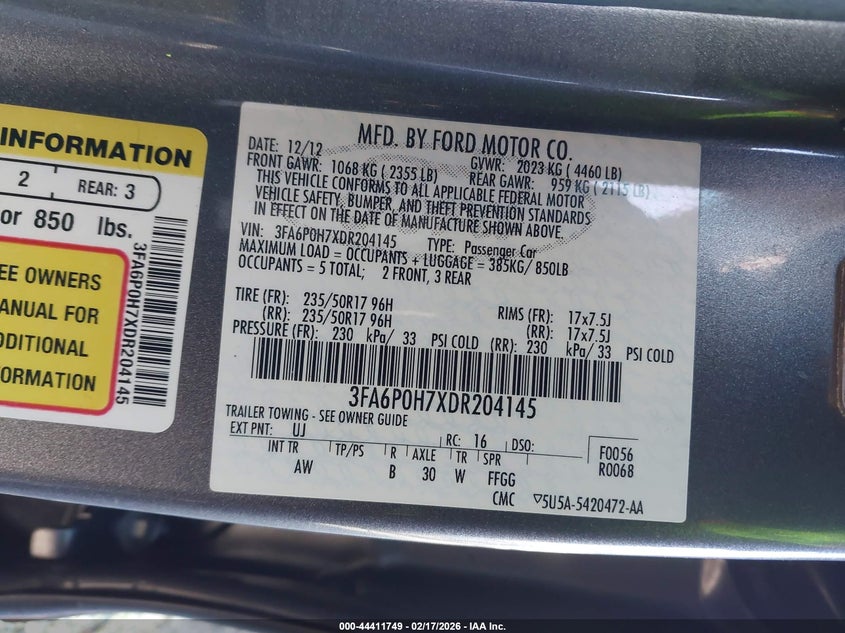 INFORMATION
2 REAR: 3
or 850 lbs.
EE OWNERS
MANUAL FOR
DDITIONAL
FORMATION
3FA6P0H7XDR204145
MFD. BY FORD MOTOR CO.
DATE: 12/12 GVWR: 2023 KG ( 4460 LB)
FRONT GAWR: 1068 KG ( 2355 LB) REAR GAWR: 959 KG ( 2115 LB)
THIS VEHICLE CONFORMS TO ALL APPLICABLE FEDERAL MOTOR
VEHICLE SAFETY, BUMPER, AND THEFT PREVENTION STANDARDS
IN EFFECT ON THE DATE OF MANUFACTURE SHOWN ABOVE.
VIN: 3FA6P0H7XDR204145 TYPE: Passenger Car
MAXIMUM LOAD = OCCUPANTS + LUGGAGE = 385KG/ 850LB
OCCUPANTS = 5 TOTAL; 2 FRONT, 3 REAR
TIRE (FR): 235/50R17 96H RIMS (FR): 17x7.5J
(RR): 235/50R17 96H (RR): 17x7.5J
PRESSURE (FR): 230 kPa/ 33 PSI COLD (RR): 230 kPa/ 33 PSI COLD
3FA6P0H7XDR204145
TRAILER TOWING - SEE OWNER GUIDE
EXT PNT: UJ RC: 16 DSO: F0056
INT TR TP/PS R AXLE TR SPR R0068
AW B 30 W FFGG
CMC ▽5U5A-5420472-AA
000-44411749 - 02/17/2026 - IAA Inc.